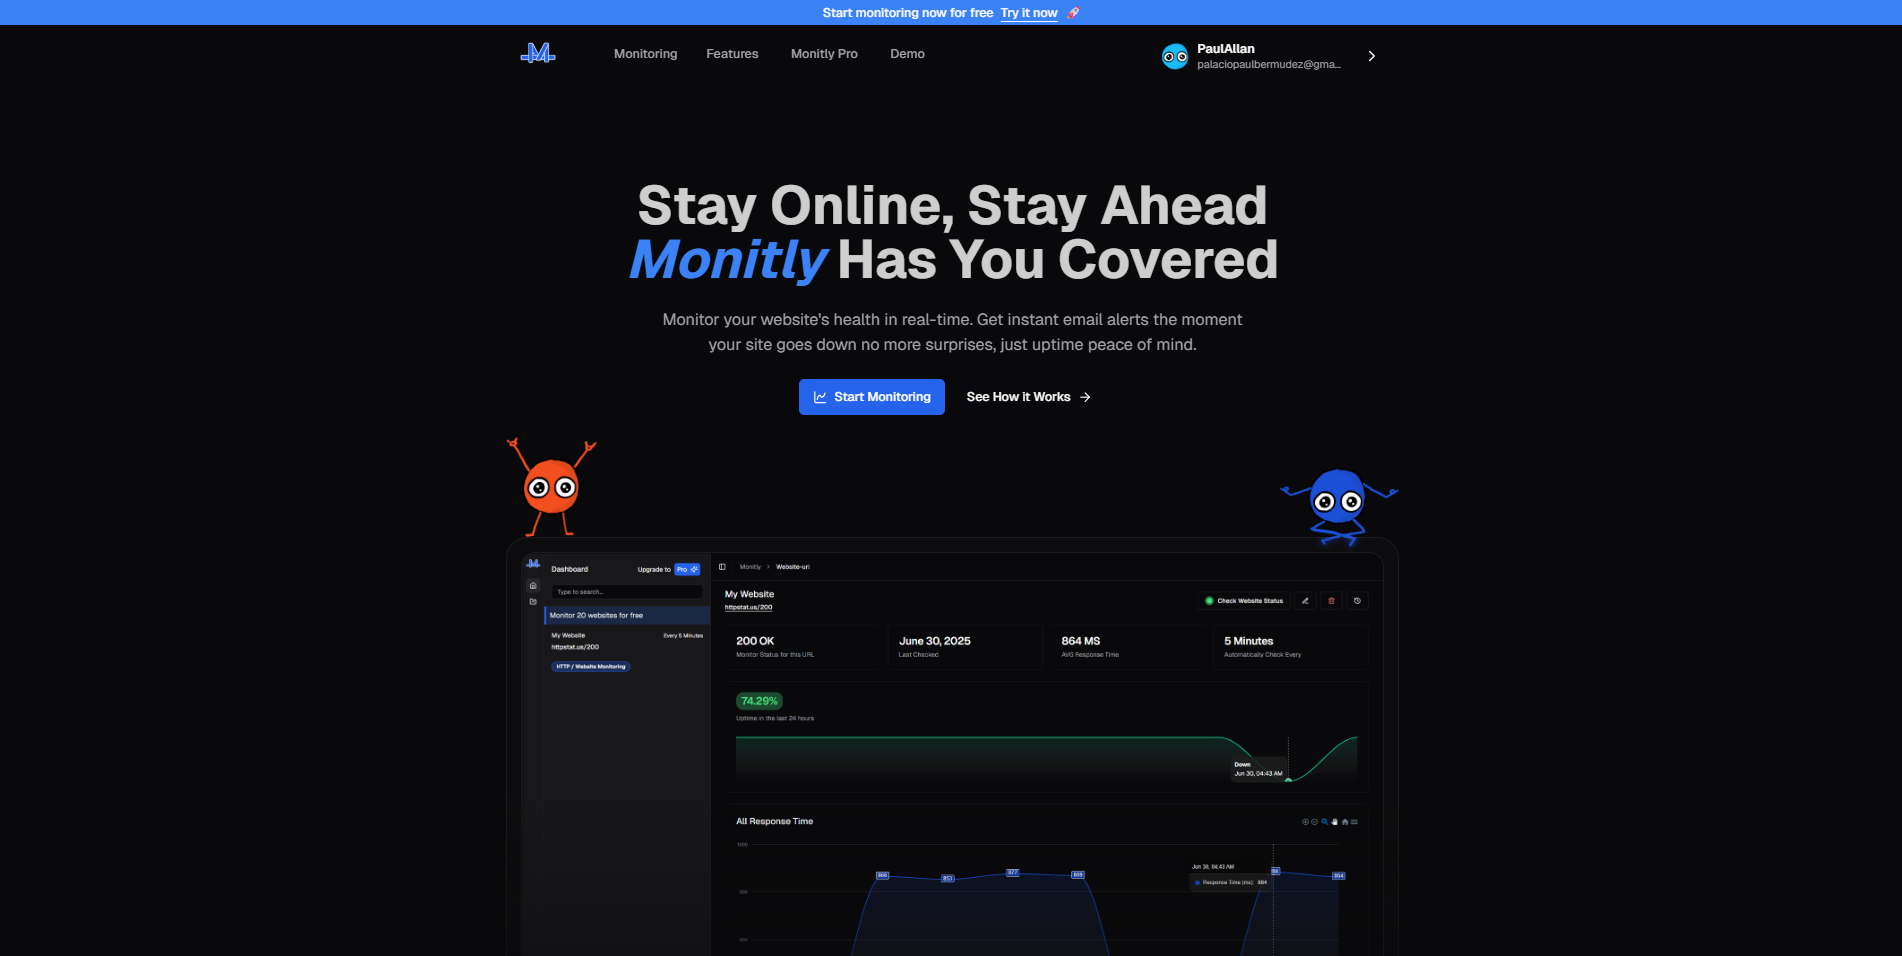 Start monitoring now for free Try it now 🚀
Monitoring Features Monitly Pro Demo
PaulAllan
palaciopaulbermudez@gma...
Stay Online, Stay Ahead
Monitly Has You Covered
Monitor your website's health in real-time. Get instant email alerts the moment
your site goes down no more surprises, just uptime peace of mind.
Start Monitoring
See How it Works →
Dashboard
Upgrade to Pro
Type to search...
Monitor 20 websites for free
My Website
Every 5 Minutes
httpstat.us/200
HTTP / Website Monitoring
Monitly > Website-url
My Website
httpstat.us/200
Check Website Status
200 OK
Monitor Status for this URL
June 30, 2025
Last Checked
864 MS
AVG Response Time
5 Minutes
Automatically Check Every
74.29%
Uptime in the last 24 hours
Down
Jun 30, 04:43 AM
All Response Time
1000
Jun 30, 04:43 AM
Response Time (ms): 884
866
853
877
869
864